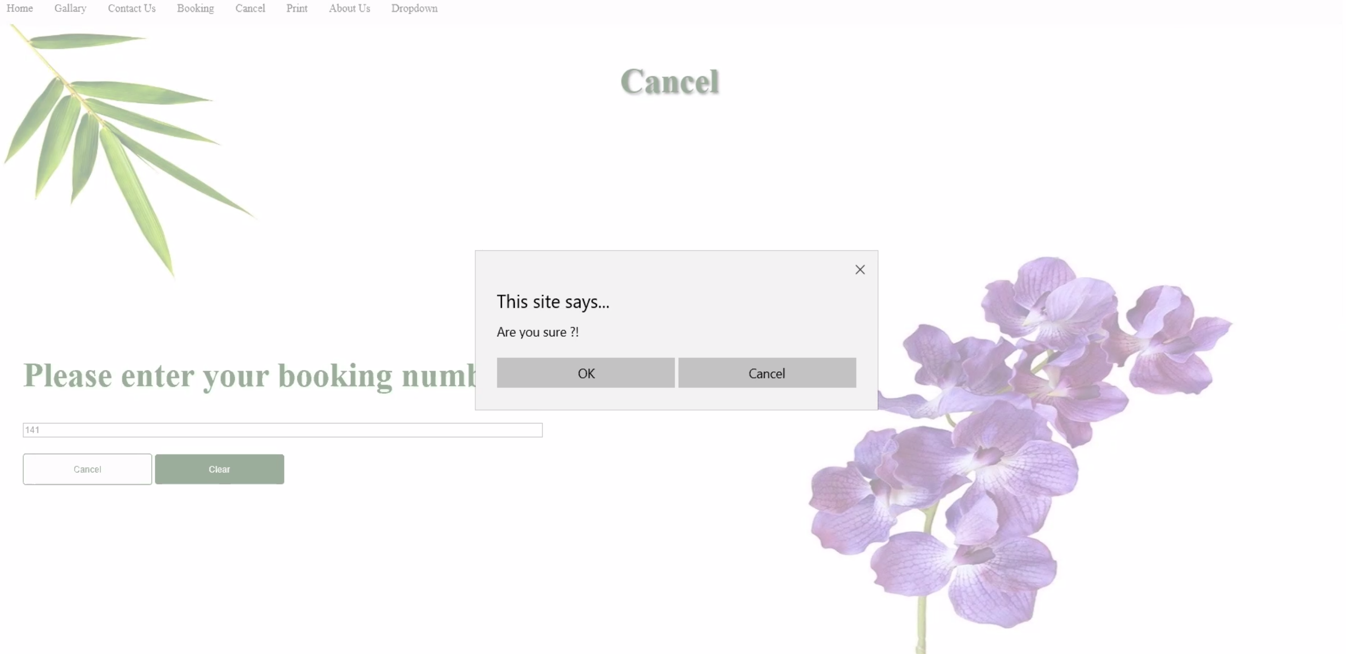 Home Gallary Contact Us Booking Cancel Print About Us Dropdown
Cancel
This site says...
Are you sure ?!
OK Cancel
Please enter your booking
141
Cancel Clear